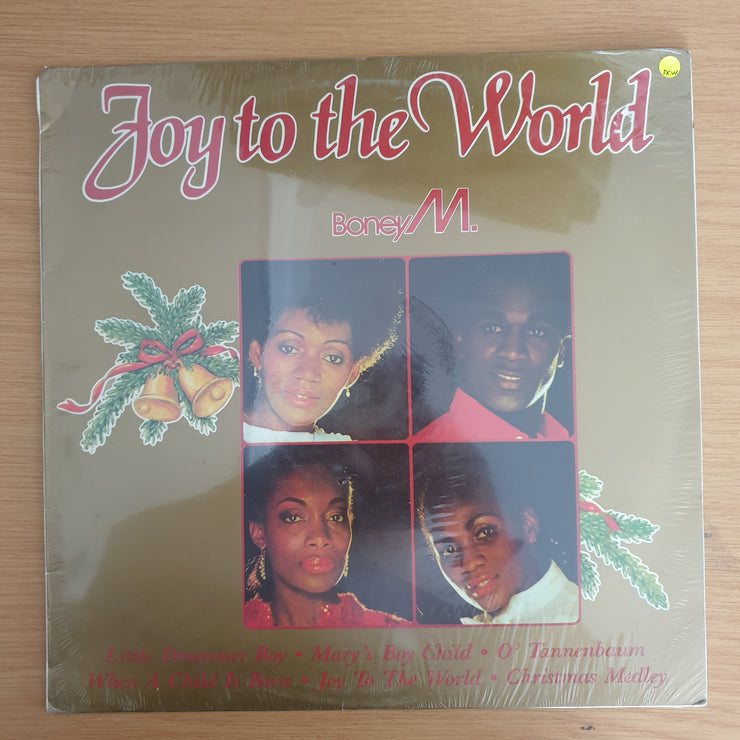 Joy to the World
NEW
Boney M.
Little Drummer Boy • Mary's Boy Child • O' Tannenbaum
When A Child Is Born • Joy To The World • Christmas Medley